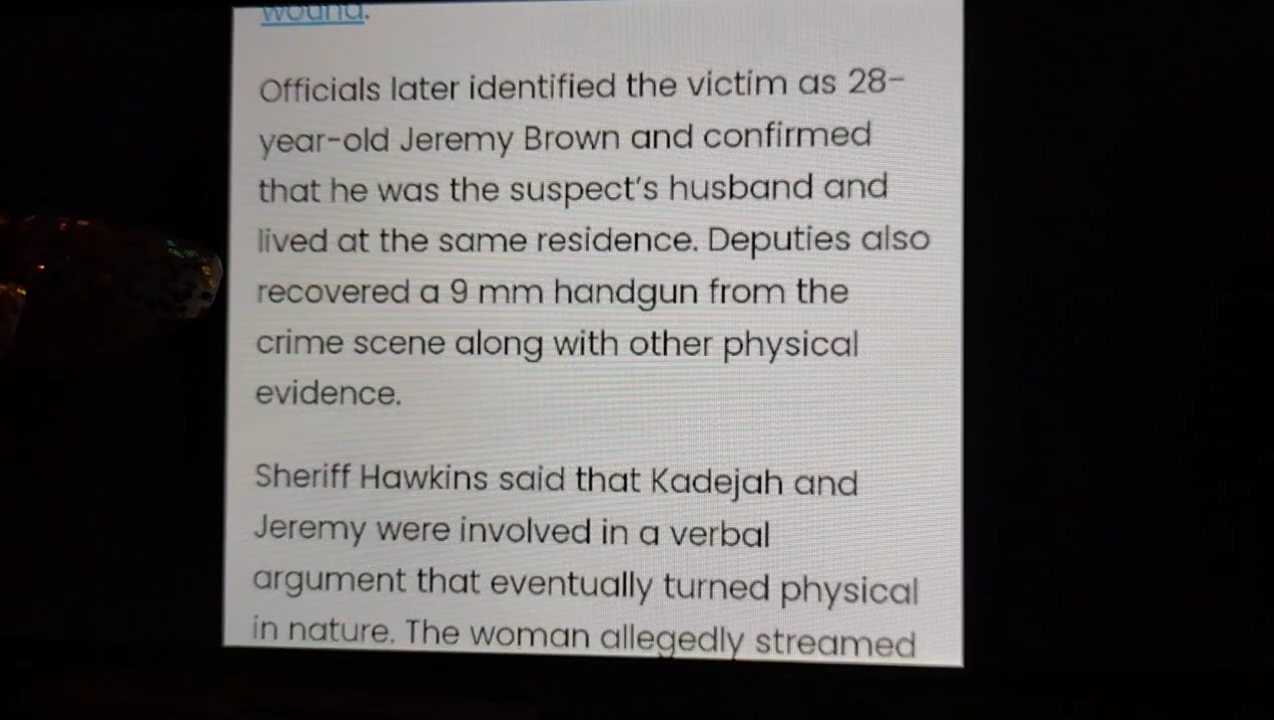 wound.
Officials later identified the victim as 28-
year-old Jeremy Brown and confirmed
that he was the suspect's husband and
lived at the same residence. Deputies also
recovered a 9 mm handgun from the
crime scene along with other physical
evidence.
Sheriff Hawkins said that Kadejah and
Jeremy were involved in a verbal
argument that eventually turned physical
in nature. The woman allegedly streamed